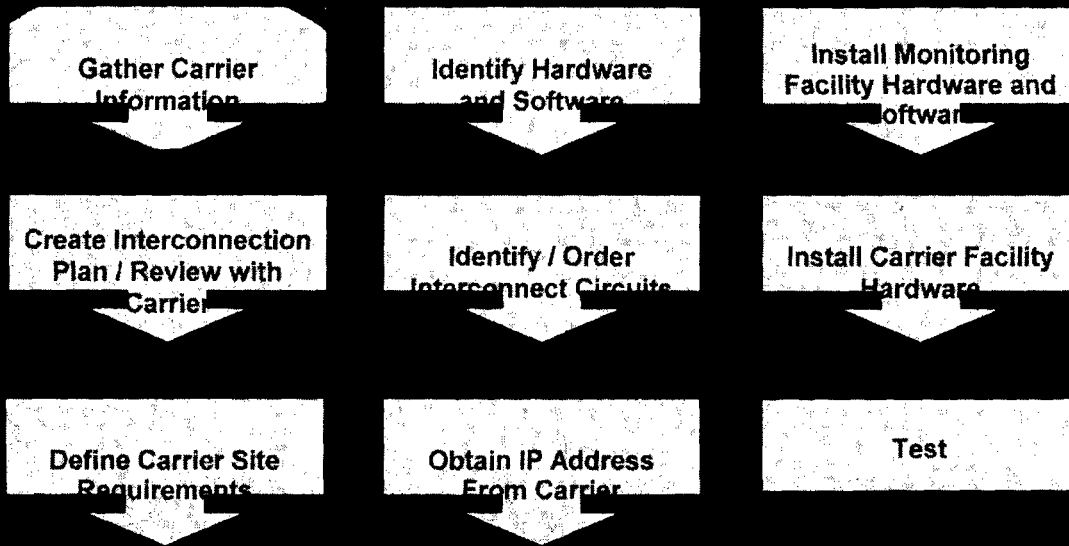 Gather Carrier
Information
Create Interconnection
Plan / Review with
Carrier
Define Carrier Site
Requirements
Identify Hardware
and Software
Identify / Order
Interconnect Circuits
Obtain IP Address
From Carrier
Install Monitoring
Facility Hardware and
Software
Install Carrier Facility
Hardware
Test